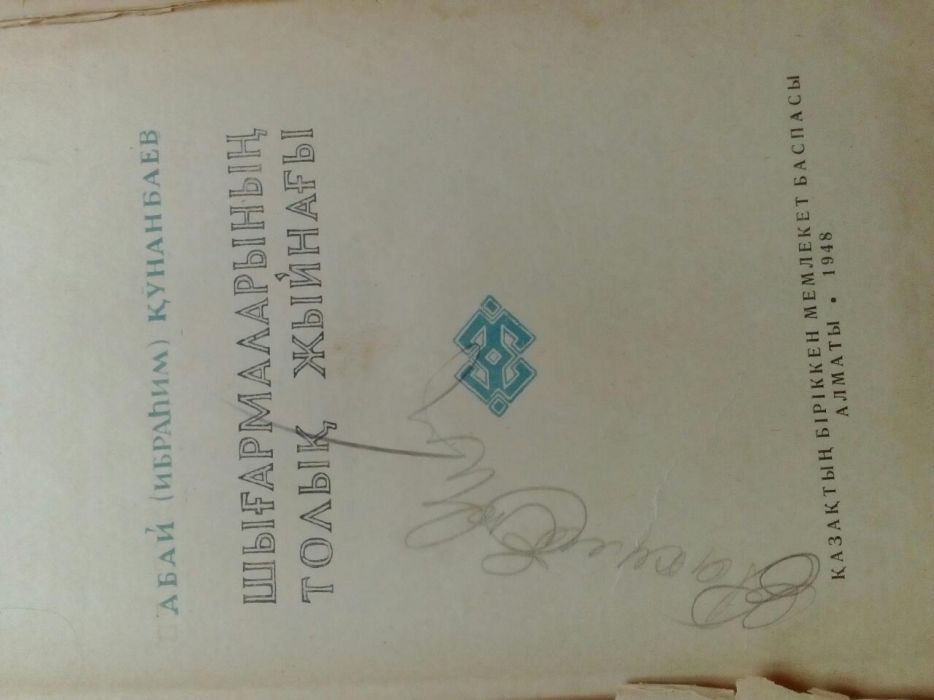 АБАЙ (ИБРАҺИМ) ҚҰНАНБАЕВ
ШЫҒАРМАЛАРЫНЫҢ
ТОЛЫҚ ЖЫЙНАҒЫ
ҚАЗАҚТЫҢ БІРІККЕН МЕМЛЕКЕТ БАСПАСЫ
АЛМАТЫ • 1948